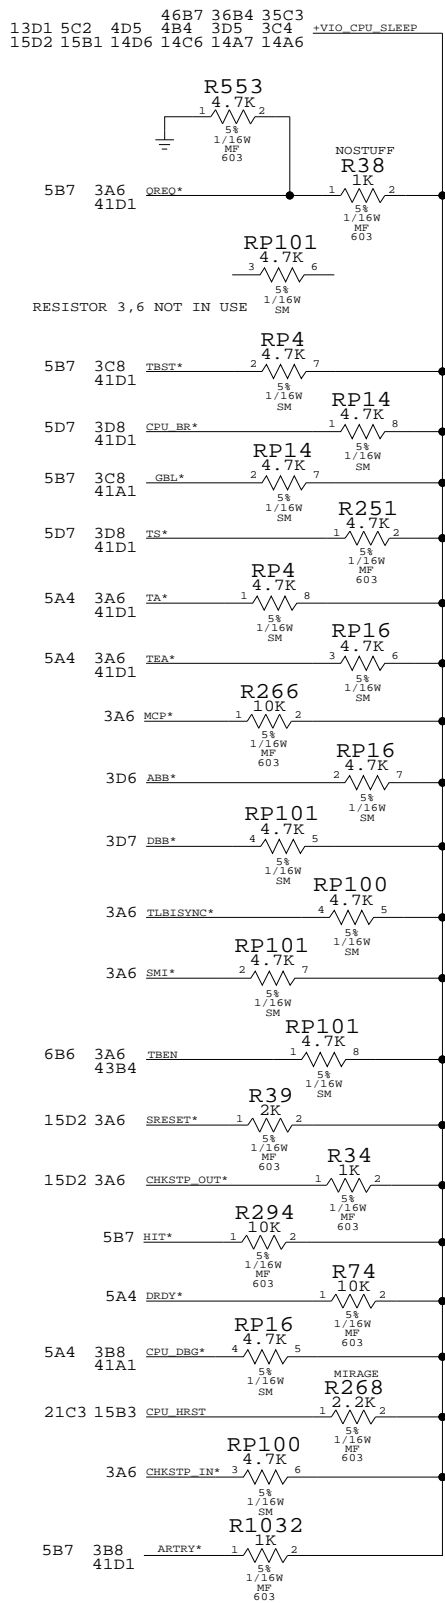 46B7 36B4 35C3
13D1 5C2 4D5 4B4 3D5 3C4 +VIO_CPU_SLEEP
15D2 15B1 14D6 14C6 14A7 14A6
R553
4.7K
1 2
5%
1/16W
MF
603
NOSTUFF
R38
1K
5B7 3A6 QREQ* 1 2
41D1
5%
1/16W
MF
603
RP101
4.7K
3 6
5%
1/16W
SM
RESISTOR 3,6 NOT IN USE
RP4
4.7K
5B7 3C8 TBST* 2 7
41D1
5%
1/16W
SM
RP14
4.7K
5D7 3D8 CPU_BR* 1 8
41D1
5%
1/16W
SM
RP14
4.7K
5B7 3C8 GBL* 2 7
41A1
5%
1/16W
SM
R251
4.7K
5D7 3D8 TS* 1 2
41D1
5%
1/16W
MF
603
RP4
4.7K
5A4 3A6 TA* 1 8
41D1
5%
1/16W
SM
RP16
4.7K
5A4 3A6 TEA* 3 6
41D1
5%
1/16W
SM
R266
10K
3A6 MCP* 1 2
5%
1/16W
MF
603
RP16
4.7K
3D6 ABB* 2 7
5%
1/16W
SM
RP101
4.7K
3D7 DBB* 4 5
5%
1/16W
SM
RP100
4.7K
3A6 TLBISYNC* 4 5
5%
1/16W
SM
RP101
4.7K
3A6 SMI* 2 7
5%
1/16W
SM
RP101
4.7K
6B6 3A6 TBEN 1 8
43B4
5%
1/16W
SM
R39
2K
15D2 3A6 SRESET* 1 2
5%
1/16W
MF
603
R34
1K
15D2 3A6 CHKSTP_OUT* 1 2
5%
1/16W
MF
603
R294
10K
5B7 HIT* 1 2
5%
1/16W
MF
603
R74
10K
5A4 DRDY* 1 2
5%
1/16W
MF
603
RP16
4.7K
5A4 3B8 CPU_DBG* 4 5
41A1
5%
1/16W
SM
MIRAGE
R268
2.2K
21C3 15B3 CPU_HRST 1 2
5%
1/16W
MF
603
RP100
4.7K
3A6 CHKSTP_IN* 3 6
5%
1/16W
SM
R1032
1K
5B7 3B8 ARTRY* 1 2
41D1
5%
1/16W
MF
603